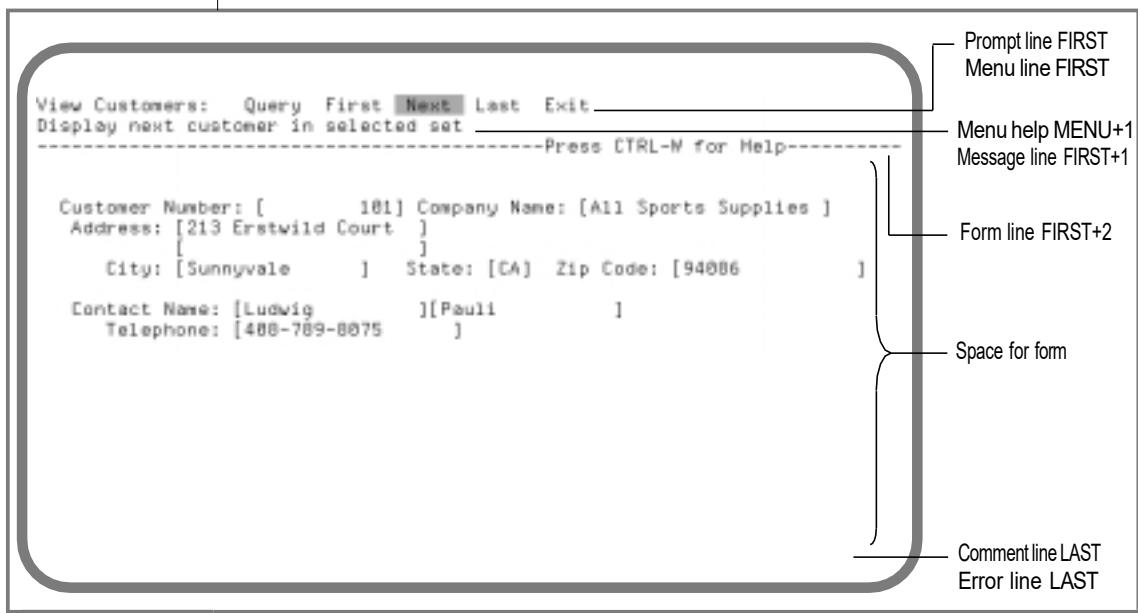 Prompt line FIRST
Menu line FIRST
View Customers: Query First Next Last Exit
Display next customer in selected set
Menu help MENU+1
Message line FIRST+1
-----------------------------------------------Press CTRL-W for Help----------
Customer Number: [ 101] Company Name: [All Sports Supplies ]
Address: [213 Erstwild Court ]
[ ]
Form line FIRST+2
City: [Sunnyvale ] State: [CA] Zip Code: [94086 ]
Contact Name: [Ludwig ][Pauli ]
Telephone: [408-789-8075 ]
Space for form
Comment line LAST
Error line LAST